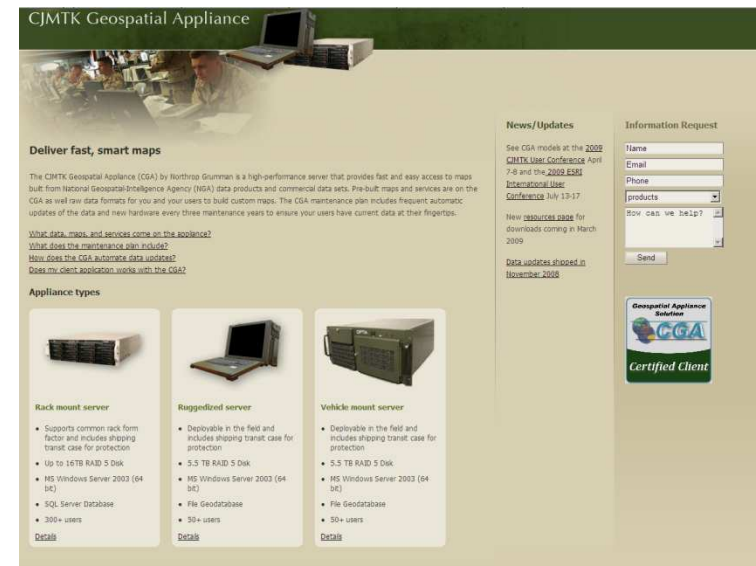 CJMTK Geospatial Appliance
Deliver fast, smart maps
The CJMTK Geospatial Appliance (CGA) by Northrop Grumman is a high-performance server that provides fast and easy access to maps
built from National Geospatial-Intelligence Agency (NGA) data products and commercial data sets. Pre-built maps and services are on the
CGA as well raw data formats for you and your users to build custom maps. The CGA maintenance plan includes frequent automatic
updates of the data and new hardware every three maintenance years to ensure your users have current data at their fingertips.
What data, maps, and services come on the appliance?
What does the maintenance plan include?
How does the CGA automate data updates?
Does my client application works with the CGA?
Appliance types
Rack mount server
• Supports common rack form
factor and includes shipping
transit case for protection
• Up to 16TB RAID 5 Disk
• MS Windows Server 2003 (64
bit)
• SQL Server Database
• 300+ users
Details
Ruggedized server
• Deployable in the field and
includes shipping transit case for
protection
• 5.5 TB RAID 5 Disk
• MS Windows Server 2003 (64
bit)
• File Geodatabase
• 50+ users
Details
Vehicle mount server
• Deployable in the field and
includes shipping transit case for
protection
• 5.5 TB RAID 5 Disk
• MS Windows Server 2003 (64
bit)
• File Geodatabase
• 50+ users
Details
News/Updates
See CGA models at the 2009
CJMTK User Conference April
7-8 and the 2009 ESRI
International User
Conference July 13-17
New resources page for
downloads coming in March
2009
Data updates shipped in
November 2008
Information Request
Name
Email
Phone
products
How can we help?
Send
Geospatial Appliance
Solution
CGA
Certified Client